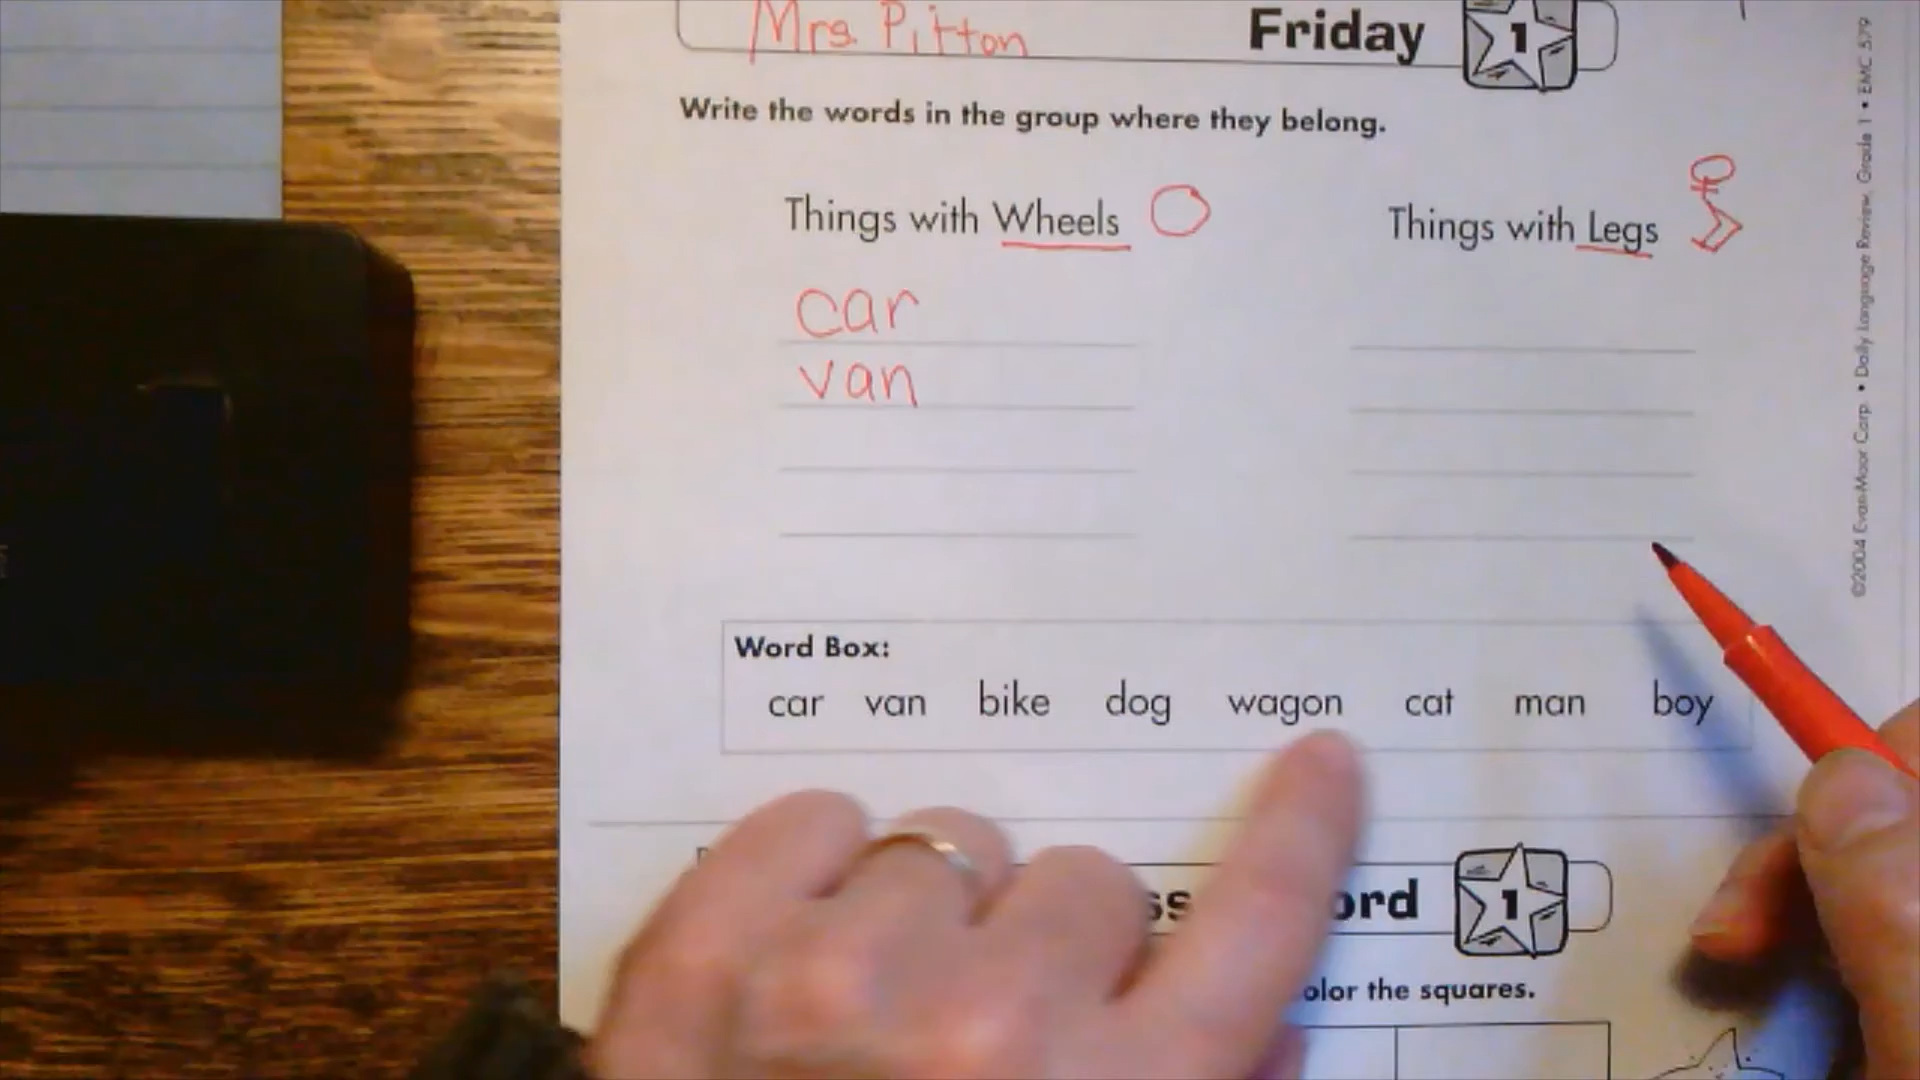 Mrs. Pitton Friday 1
Write the words in the group where they belong.
Things with Wheels Things with Legs
car
van
Word Box:
car van bike dog wagon cat man boy
ord 1
olor the squares.
©2004 Evan-Moor Corp. • Daily Language Review, Grade 1 • EMC 579